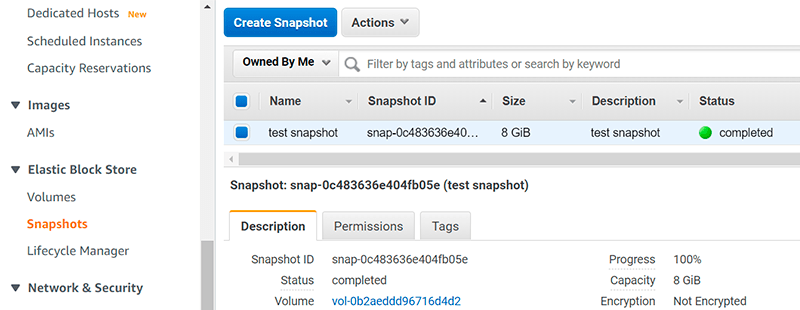 Dedicated Hosts New
Scheduled Instances
Capacity Reservations
Images
AMIs
Elastic Block Store
Volumes
Snapshots
Lifecycle Manager
Network & Security
Create Snapshot Actions
Owned By Me Filter by tags and attributes or search by keyword
Name Snapshot ID Size Description Status
test snapshot snap-0c483636e40... 8 GiB test snapshot completed
Snapshot: snap-0c483636e404fb05e (test snapshot)
Description Permissions Tags
Snapshot ID snap-0c483636e404fb05e Progress 100%
Status completed Capacity 8 GiB
Volume vol-0b2aeddd96716d4d2 Encryption Not Encrypted